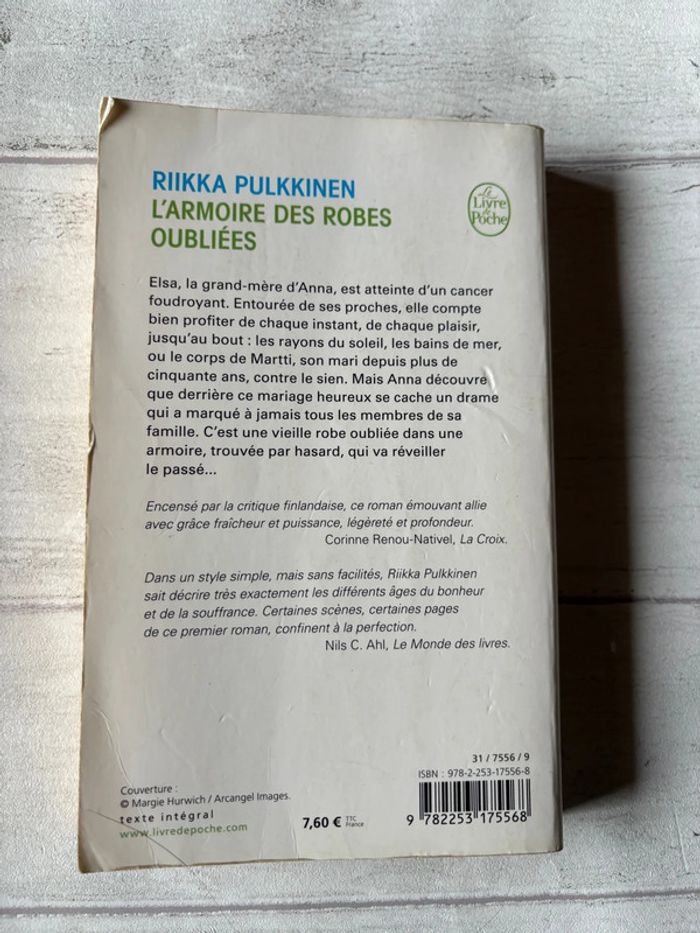 RIIKKA PULKKINEN
L'ARMOIRE DES ROBES
OUBLIÉES
Le
Livre
de
Poche
Elsa, la grand-mère d'Anna, est atteinte d'un cancer
foudroyant. Entourée de ses proches, elle compte
bien profiter de chaque instant, de chaque plaisir,
jusqu'au bout : les rayons du soleil, les bains de mer,
ou le corps de Martti, son mari depuis plus de
cinquante ans, contre le sien. Mais Anna découvre
que derrière ce mariage heureux se cache un drame
qui a marqué à jamais tous les membres de sa
famille. C'est une vieille robe oubliée dans une
armoire, trouvée par hasard, qui va réveiller
le passé...
Encensé par la critique finlandaise, ce roman émouvant allie
avec grâce fraîcheur et puissance, légèreté et profondeur.
Corinne Renou-Nativel, La Croix.
Dans un style simple, mais sans facilités, Riikka Pulkkinen
sait décrire très exactement les différents âges du bonheur
et de la souffrance. Certaines scènes, certaines pages
de ce premier roman, confinent à la perfection.
Nils C. Ahl, Le Monde des livres.
31 / 7556 / 9
ISBN : 978-2-253-17556-8
Couverture :
© Margie Hurwich / Arcangel Images.
texte intégral
www.livredepoche.com
7,60 € TTC
France
9 782253 175568